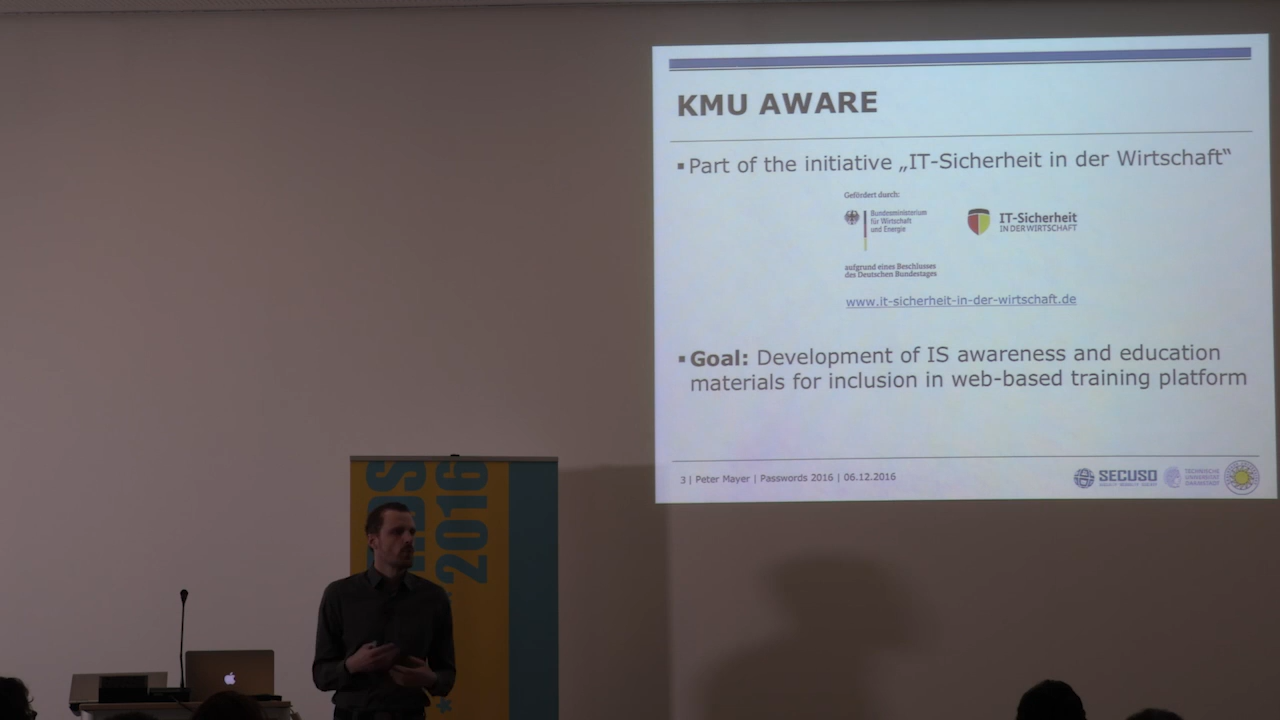 KMU AWARE
▪ Part of the initiative „IT-Sicherheit in der Wirtschaft“
Gefördert durch:
Bundesministerium
für Wirtschaft
und Energie
IT-Sicherheit
IN DER WIRTSCHAFT
aufgrund eines Beschlusses
des Deutschen Bundestages
www.it-sicherheit-in-der-wirtschaft.de
▪ Goal: Development of IS awareness and education
materials for inclusion in web-based training platform
3 | Peter Mayer | Passwords 2016 | 06.12.2016
SECUSO
TECHNISCHE
UNIVERSITÄT
DARMSTADT
2016